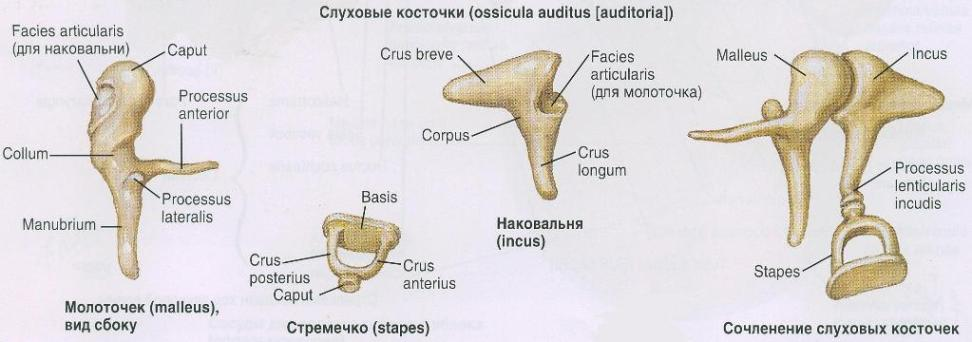 Слуховые косточки (ossicula auditus [auditoria])
Facies articularis
(для наковальни)
Caput
Processus
anterior
Collum
Processus
lateralis
Manubrium
Молоточек (malleus),
вид сбоку
Basis
Crus
posterius
Caput
Crus
anterius
Стремечко (stapes)
Crus breve
Facies
articularis
(для молоточка)
Corpus
Crus
longum
Наковальня
(incus)
Malleus
Incus
Processus
lenticularis
incudis
Stapes
Сочленение слуховых косточек